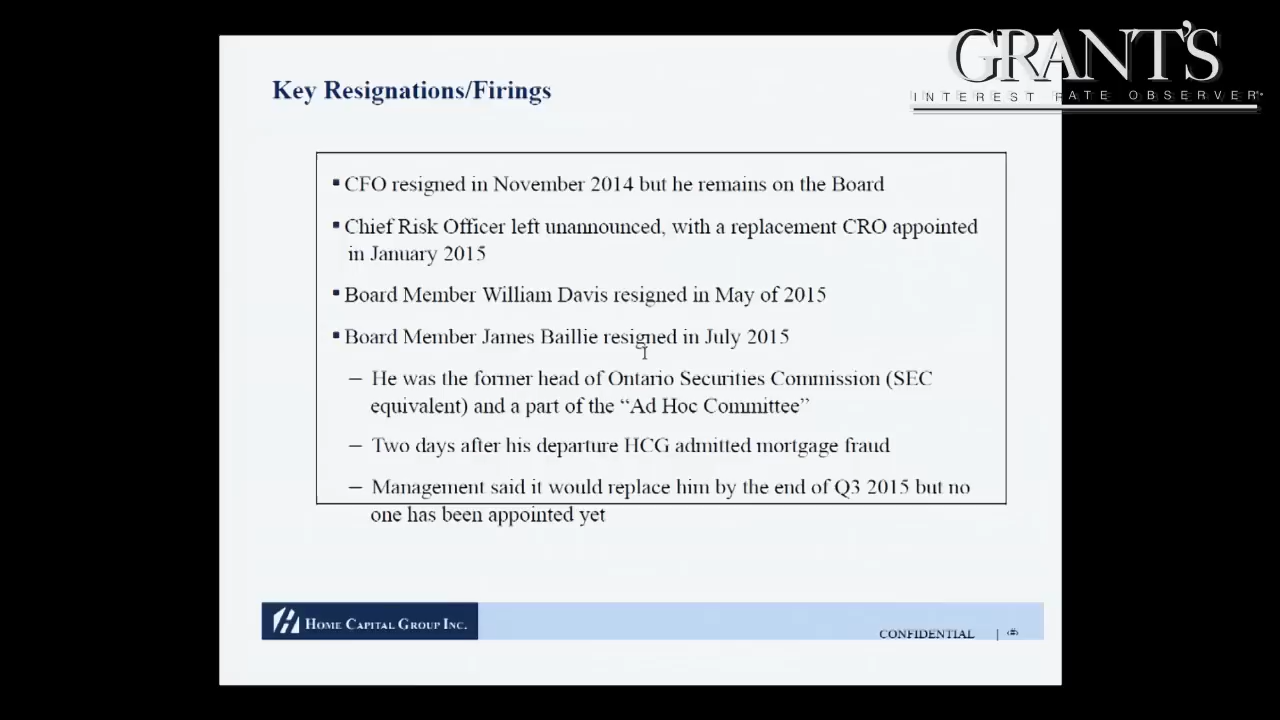 GRANT'S
INTEREST RATE OBSERVER
Key Resignations/Firings
▪ CFO resigned in November 2014 but he remains on the Board
▪ Chief Risk Officer left unannounced, with a replacement CRO appointed
in January 2015
▪ Board Member William Davis resigned in May of 2015
▪ Board Member James Baillie resigned in July 2015
– He was the former head of Ontario Securities Commission (SEC
equivalent) and a part of the “Ad Hoc Committee”
– Two days after his departure HCG admitted mortgage fraud
– Management said it would replace him by the end of Q3 2015 but no
one has been appointed yet
HOME CAPITAL GROUP INC.
CONFIDENTIAL |